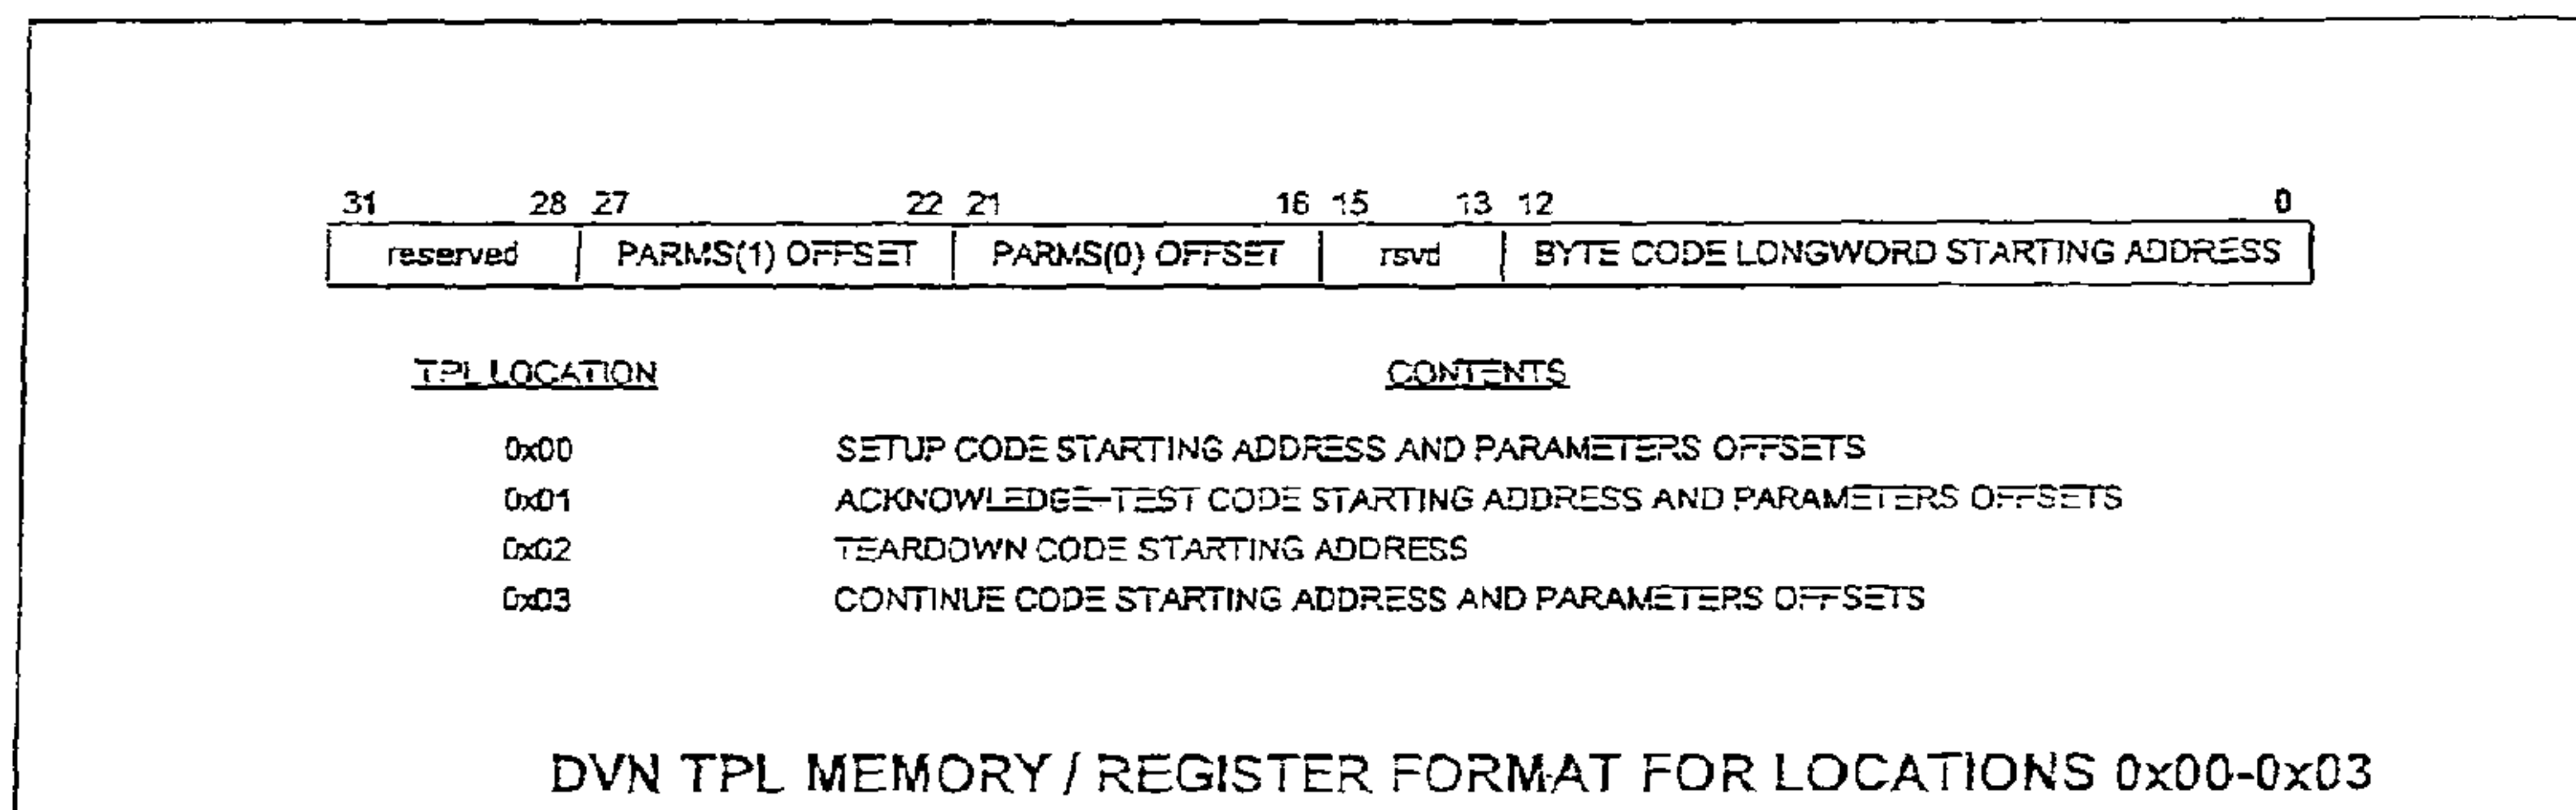 31 28 27 22 21 16 15 13 12 0
reserved PARMS(1) OFFSET PARMS(0) OFFSET rsvd BYTE CODE LONGWORD STARTING ADDRESS
TPL LOCATION CONTENTS
0x00 SETUP CODE STARTING ADDRESS AND PARAMETERS OFFSETS
0x01 ACKNOWLEDGE-TEST CODE STARTING ADDRESS AND PARAMETERS OFFSETS
0x02 TEARDOWN CODE STARTING ADDRESS
0x03 CONTINUE CODE STARTING ADDRESS AND PARAMETERS OFFSETS
DVN TPL MEMORY / REGISTER FORMAT FOR LOCATIONS 0x00-0x03